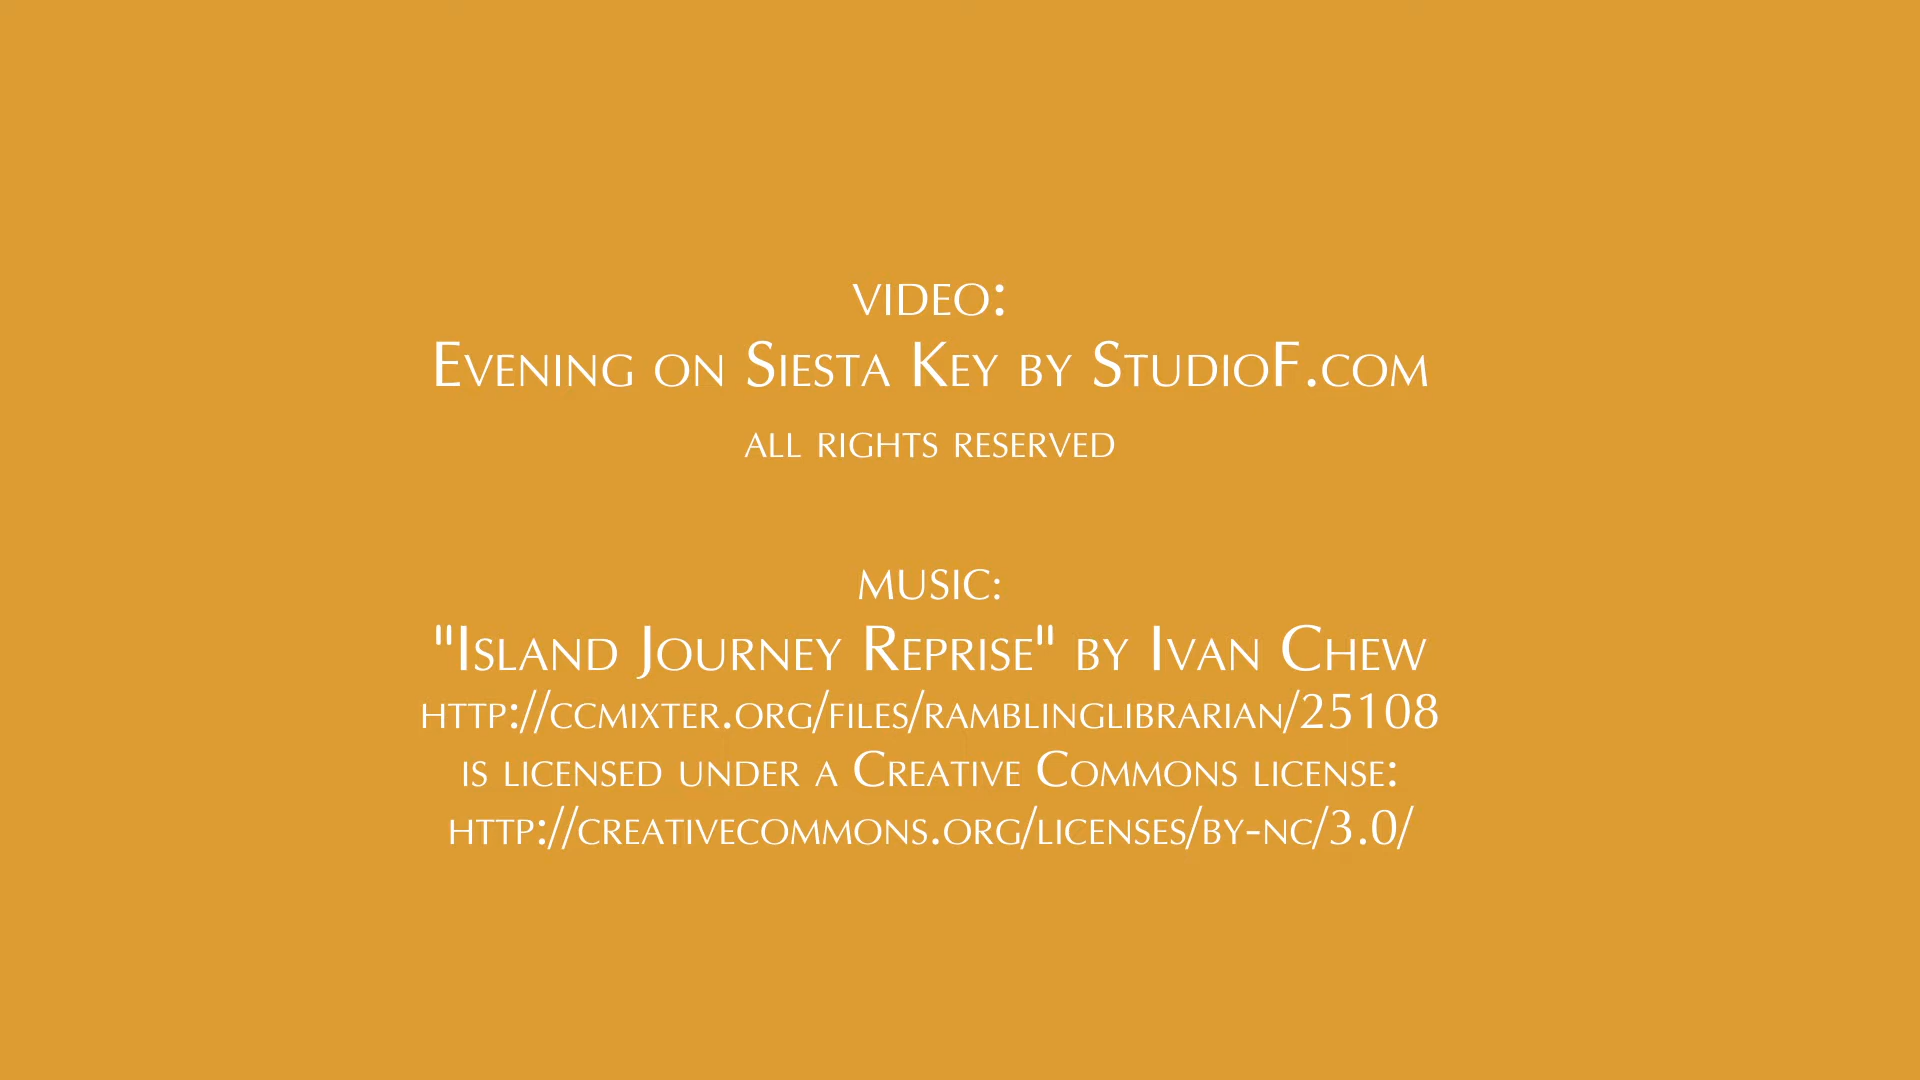 video:
Evening on Siesta Key by StudioF.com
all rights reserved
music:
"Island Journey Reprise" by Ivan Chew
http://ccmixter.org/files/ramblinglibrarian/25108
is licensed under a Creative Commons license:
http://creativecommons.org/licenses/by-nc/3.0/